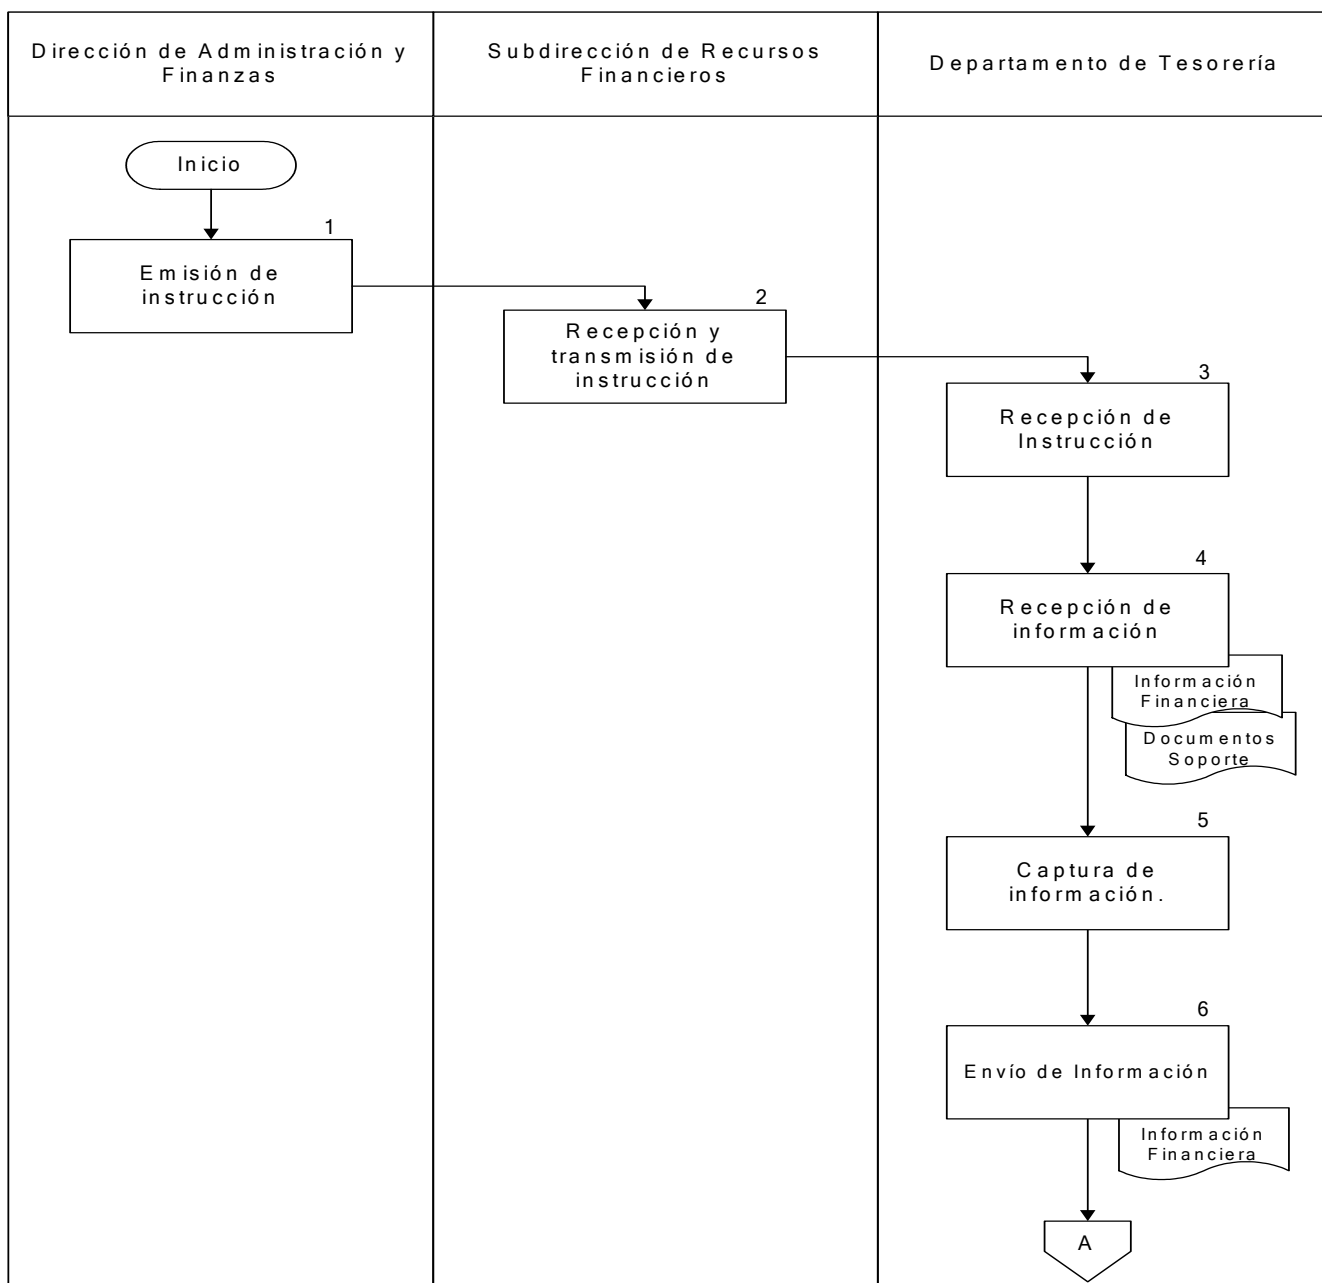 Dirección de Administración y
Finanzas
Subdirección de Recursos
Financieros
Departamento de Tesorería
Inicio
1
Emisión de
instrucción
2
Recepción y
transmisión de
instrucción
3
Recepción de
Instrucción
4
Recepción de
información
Información
Financiera
Documentos
Soporte
5
Captura de
información.
6
Envío de Información
Información
Financiera
A